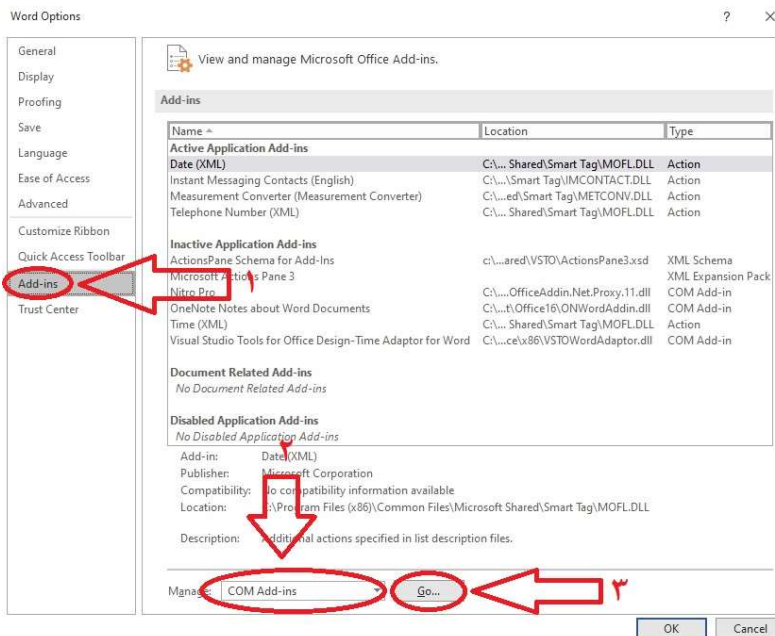 Word Options
?
General
Display
Proofing
Save
Language
Ease of Access
Advanced
Customize Ribbon
Quick Access Toolbar
Add-ins
Trust Center
View and manage Microsoft Office Add-ins.
Add-ins
Name Location Type
Active Application Add-ins
Date (XML) C:\... Shared\Smart Tag\MOFL.DLL Action
Instant Messaging Contacts (English) C:\...\Smart Tag\IMCONTACT.DLL Action
Measurement Converter (Measurement Converter) C:\...ed\Smart Tag\METCONV.DLL Action
Telephone Number (XML) C:\... Shared\Smart Tag\MOFL.DLL Action
Inactive Application Add-ins
ActionsPane Schema for Add-Ins c:\...ared\VSTO\ActionsPane3.xsd XML Schema
۱
Microsoft Actions Pane 3 XML Expansion Pack
Nitro Pro C:\....OfficeAddin.Net.Proxy.11.dll COM Add-in
OneNote Notes about Word Documents C:\...t\Office16\ONWordAddin.dll COM Add-in
Time (XML) C:\... Shared\Smart Tag\MOFL.DLL Action
Visual Studio Tools for Office Design-Time Adaptor for Word C:\...ce\x86\VSTOWordAdaptor.dll COM Add-in
Document Related Add-ins
No Document Related Add-ins
Disabled Application Add-ins
No Disabled Application Add-ins
۲
Add-in: Date (XML)
Publisher: Microsoft Corporation
Compatibility: No compatibility information available
Location: C:\Program Files (x86)\Common Files\Microsoft Shared\Smart Tag\MOFL.DLL
Description: Additional actions specified in list description files.
Manage: COM Add-ins Go...
۳
OK Cancel